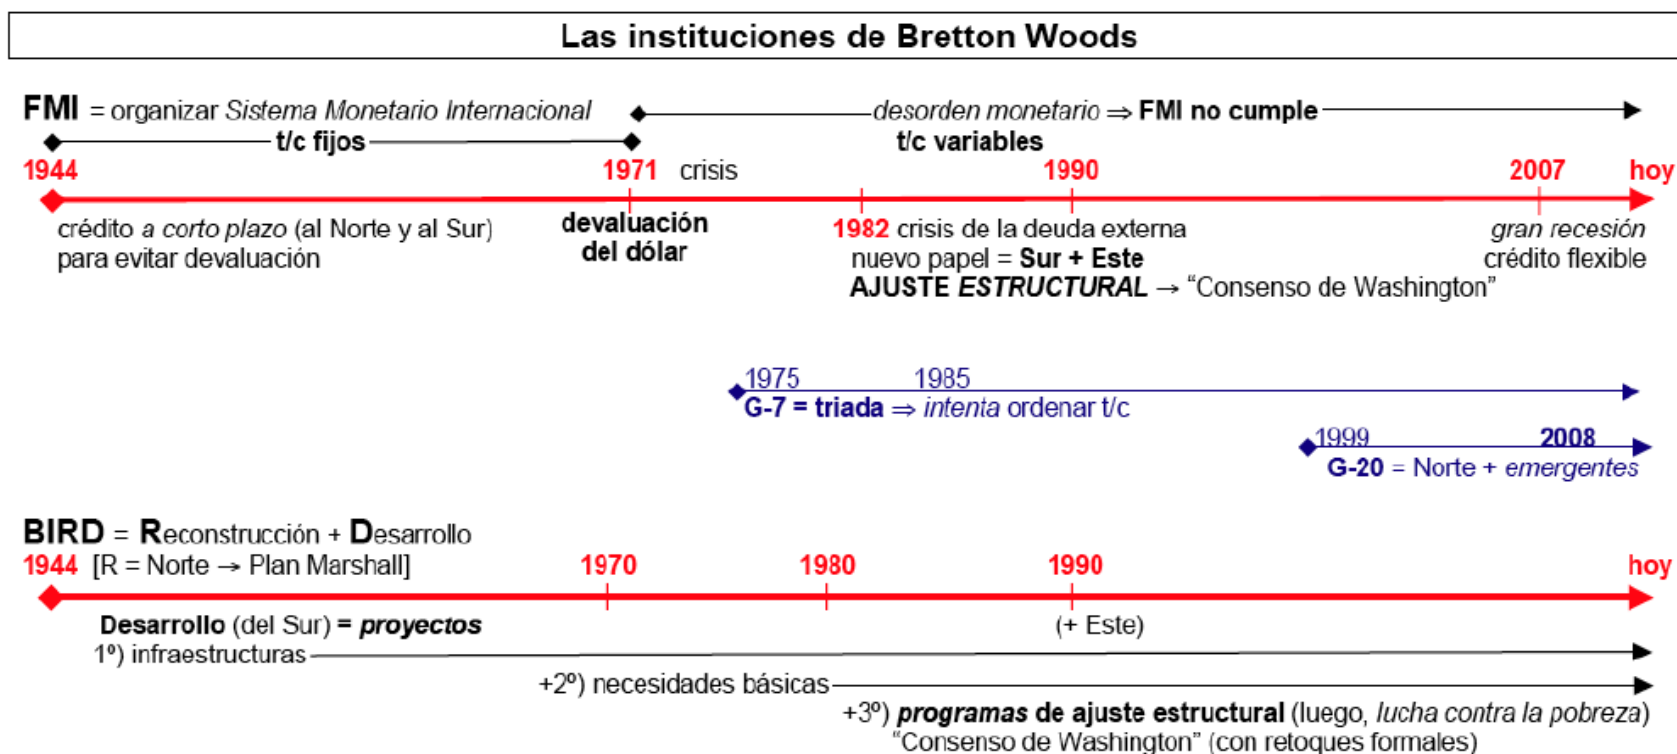 Las instituciones de Bretton Woods
FMI = organizar Sistema Monetario Internacional
desorden monetario ⇒ FMI no cumple
t/c fijos
t/c variables
1944
1971 crisis
1990
2007
hoy
crédito a corto plazo (al Norte y al Sur)
para evitar devaluación
devaluación
del dólar
1982 crisis de la deuda externa
nuevo papel = Sur + Este
AJUSTE ESTRUCTURAL → “Consenso de Washington”
gran recesión
crédito flexible
1975
1985
G-7 = triada ⇒ intenta ordenar t/c
1999
2008
G-20 = Norte + emergentes
BIRD = Reconstrucción + Desarrollo
1944 [R = Norte → Plan Marshall]
1970
1980
1990
hoy
Desarrollo (del Sur) = proyectos
(+ Este)
1º) infraestructuras
+2º) necesidades básicas
+3º) programas de ajuste estructural (luego, lucha contra la pobreza)
“Consenso de Washington” (con retoques formales)